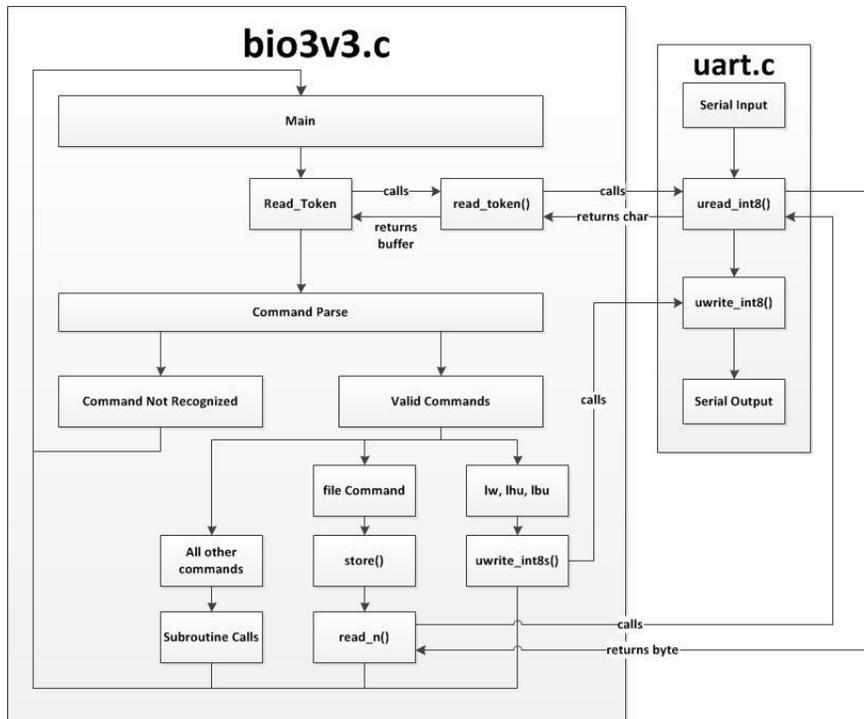 bio3v3.c
uart.c
Serial Input
Main
Read_Token
calls
read_token()
calls
uread_int8()
returns
buffer
returns char
uwrite_int8()
Command Parse
Command Not Recognized
Valid Commands
calls
Serial Output
file Command
lw, lhu, lbu
All other
commands
store()
uwrite_int8s()
Subroutine Calls
read_n()
calls
returns byte